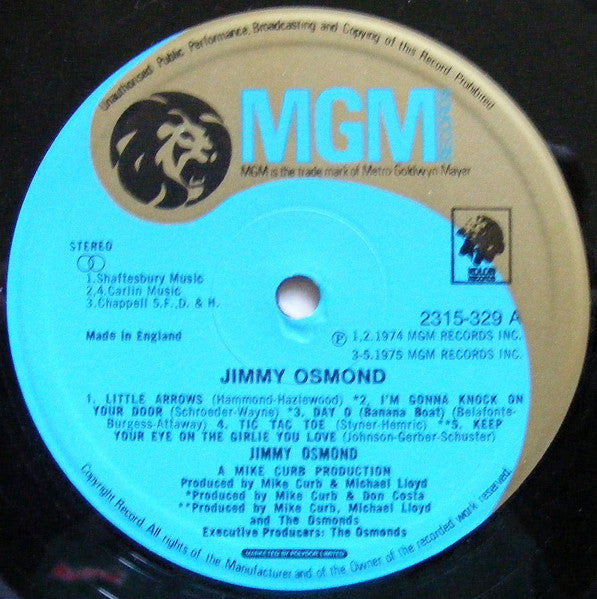 Unauthorised Public Performance, Broadcasting and Copying of this Record Prohibited
MGM
RECORDS
MGM is the trade mark of Metro Goldwyn Mayer
KOLOB
RECORDS
STEREO
1.Shaftesbury Music
2.,4.Carlin Music
3.Chappell 5.F.,D. & H.
Made in England
2315-329 A
Ⓟ 1,2.1974 MGM RECORDS INC.
3-5.1975 MGM RECORDS INC.
JIMMY OSMOND
1. LITTLE ARROWS (Hammond-Hazlewood) *2. I'M GONNA KNOCK ON
YOUR DOOR (Schroeder-Wayne) *3. DAY O (Banana Boat) (Belafonte-
Burgess-Attaway) 4. TIC TAC TOE (Styner-Hemric) **5. KEEP
YOUR EYE ON THE GIRLIE YOU LOVE (Johnson-Gerber-Schuster)
JIMMY OSMOND
A MIKE CURB PRODUCTION
Produced by Mike Curb & Michael Lloyd
*Produced by Mike Curb & Don Costa
**Produced by Mike Curb, Michael Lloyd
and The Osmonds
Executive Producers: The Osmonds
MARKETED BY POLYDOR LIMITED
Copyright Record. All rights of the Manufacturer and of the Owner of the recorded work reserved.